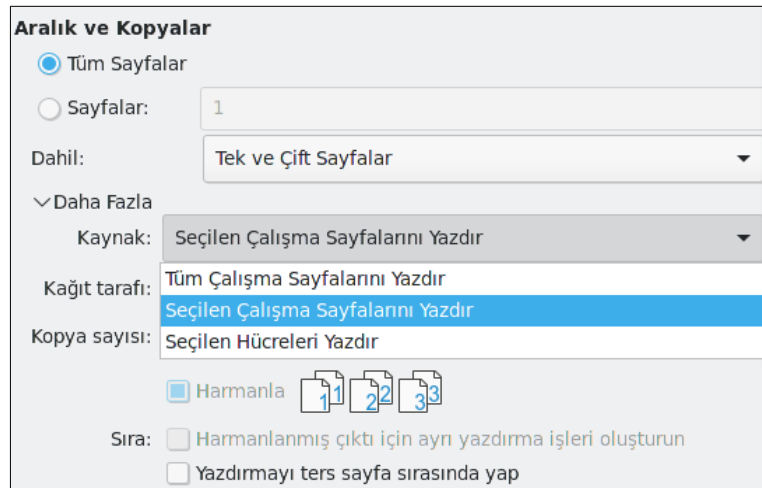 Aralık ve Kopyalar
Tüm Sayfalar
Sayfalar: 1
Dahil: Tek ve Çift Sayfalar
Daha Fazla
Kaynak: Seçilen Çalışma Sayfalarını Yazdır
Tüm Çalışma Sayfalarını Yazdır
Kağıt tarafı:
Seçilen Çalışma Sayfalarını Yazdır
Kopya sayısı: Seçilen Hücreleri Yazdır
Harmanla 1 1 2 2 3 3
Sıra: Harmanlanmış çıktı için ayrı yazdırma işleri oluşturun
Yazdırmayı ters sayfa sırasında yap